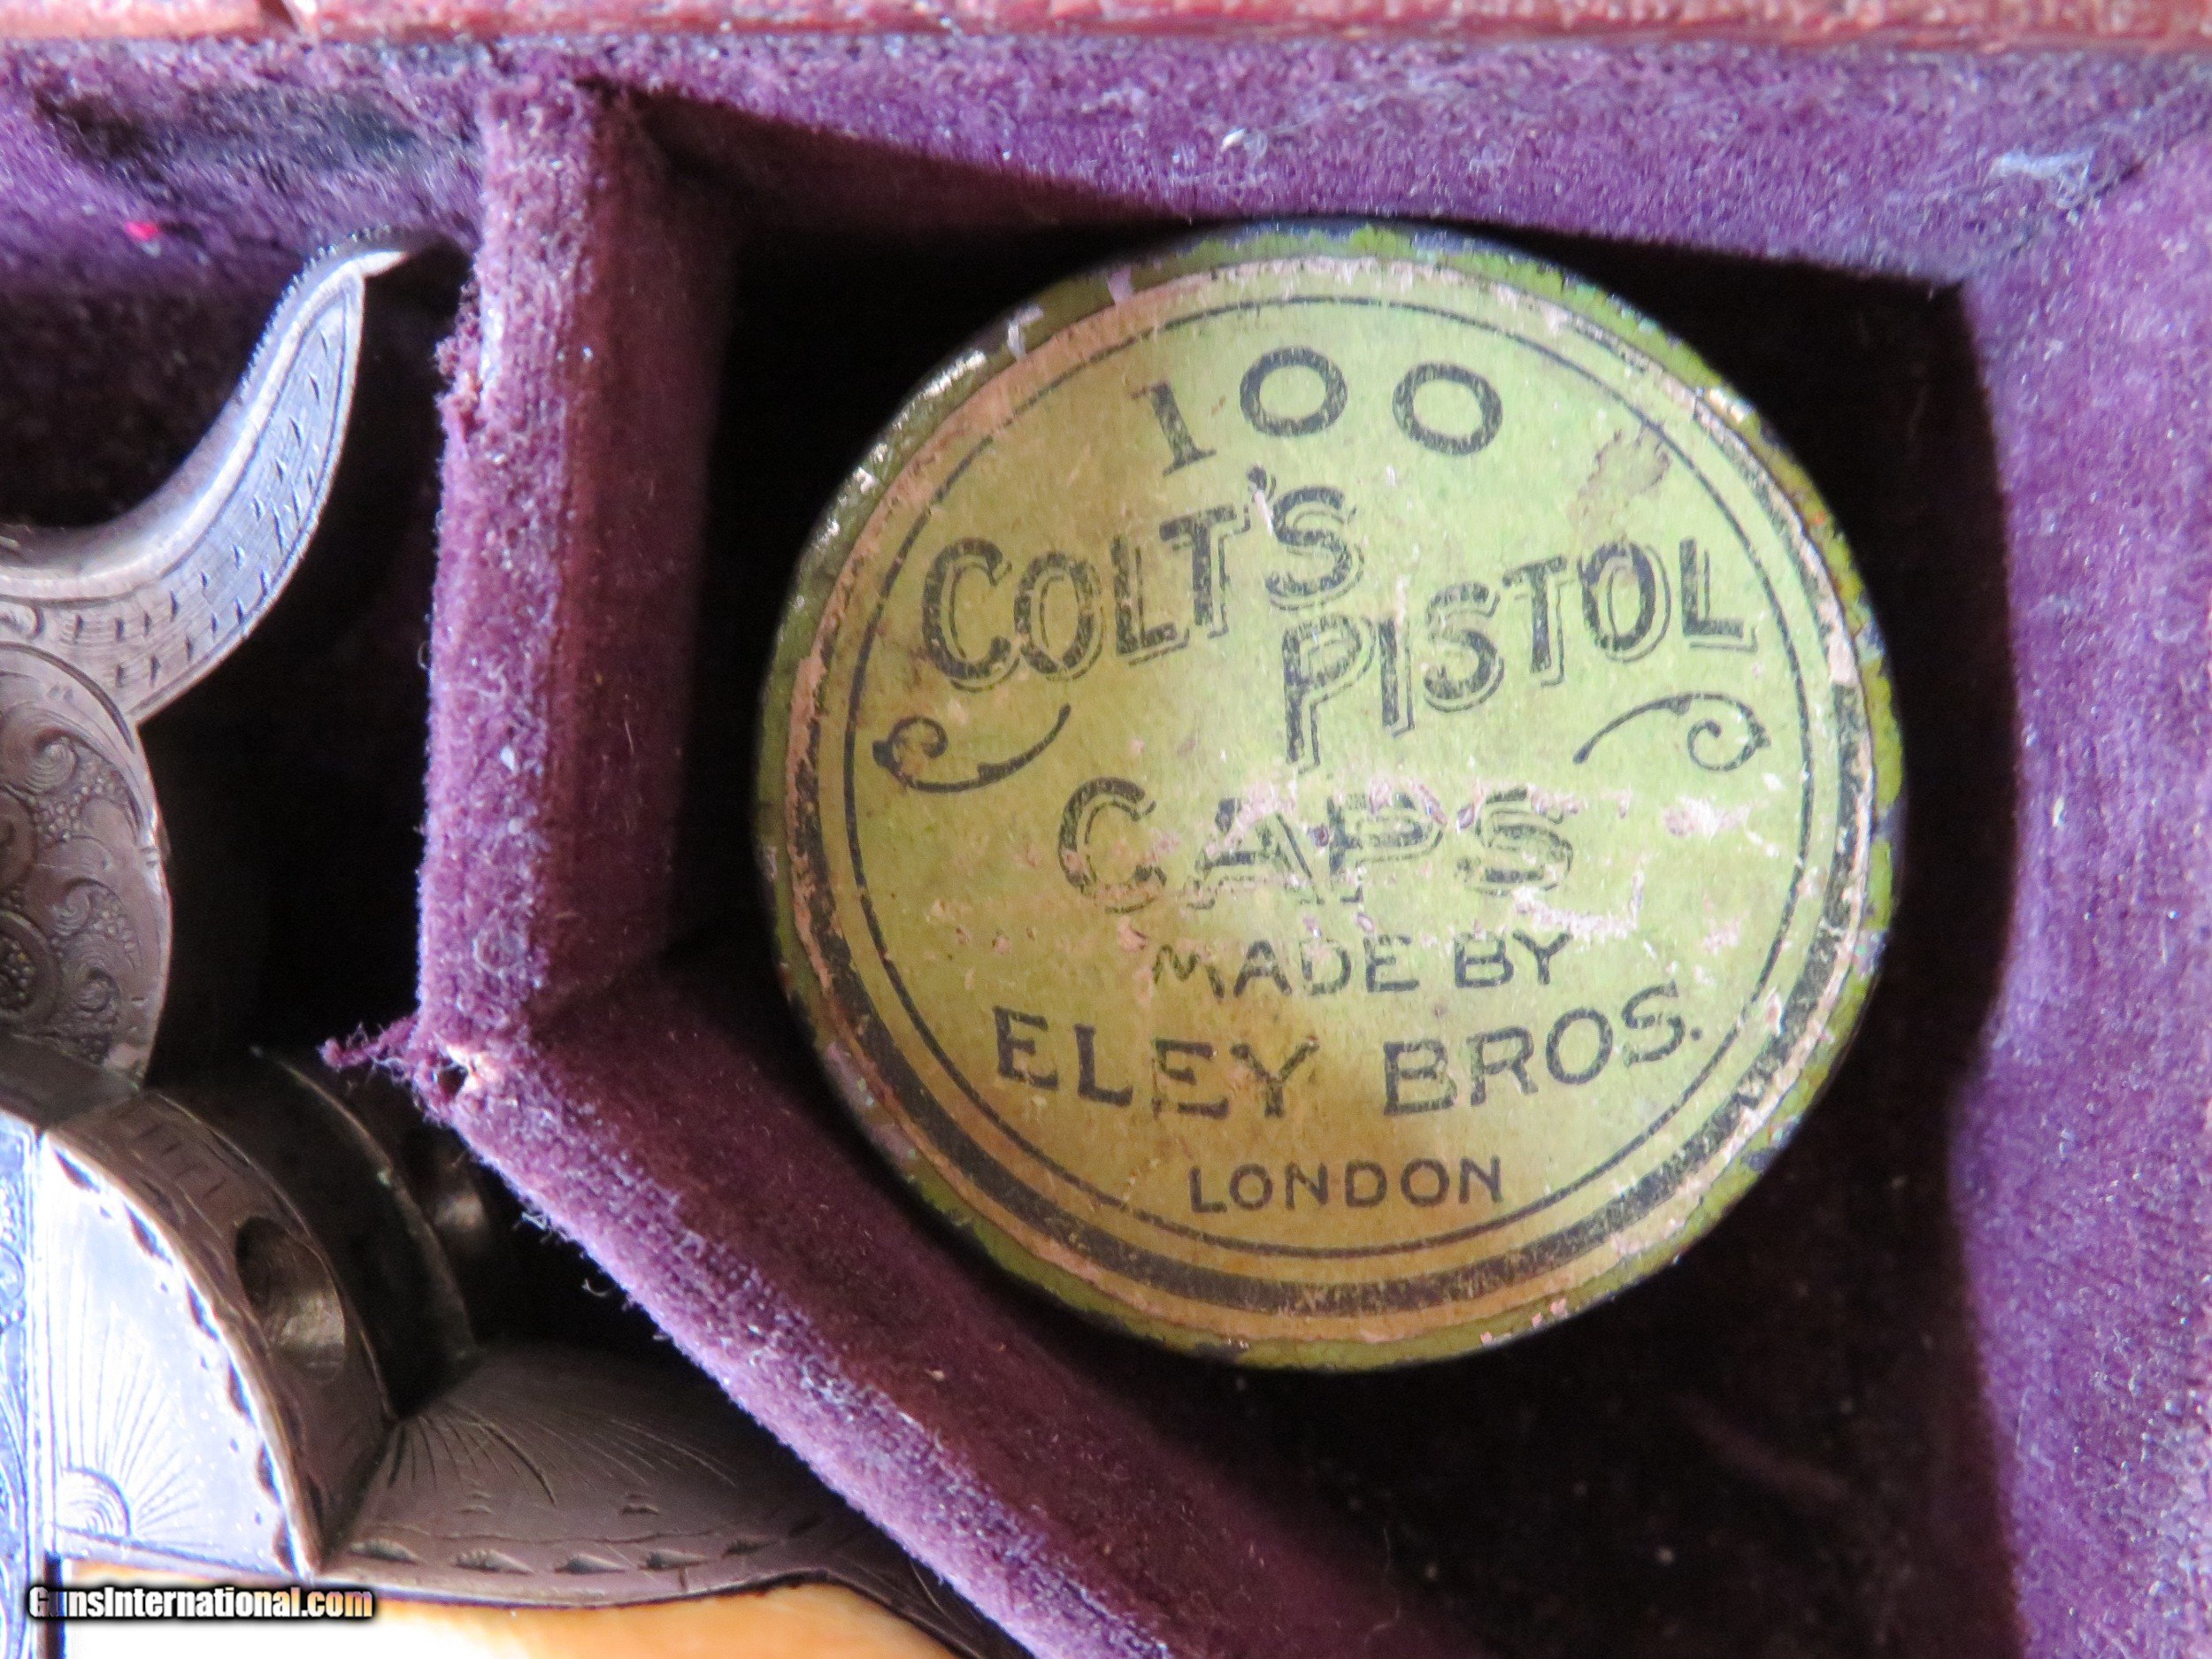 100
COLT'S
PISTOL
CAPS
MADE BY
ELEY BROS.
LONDON
GunsInternational.com